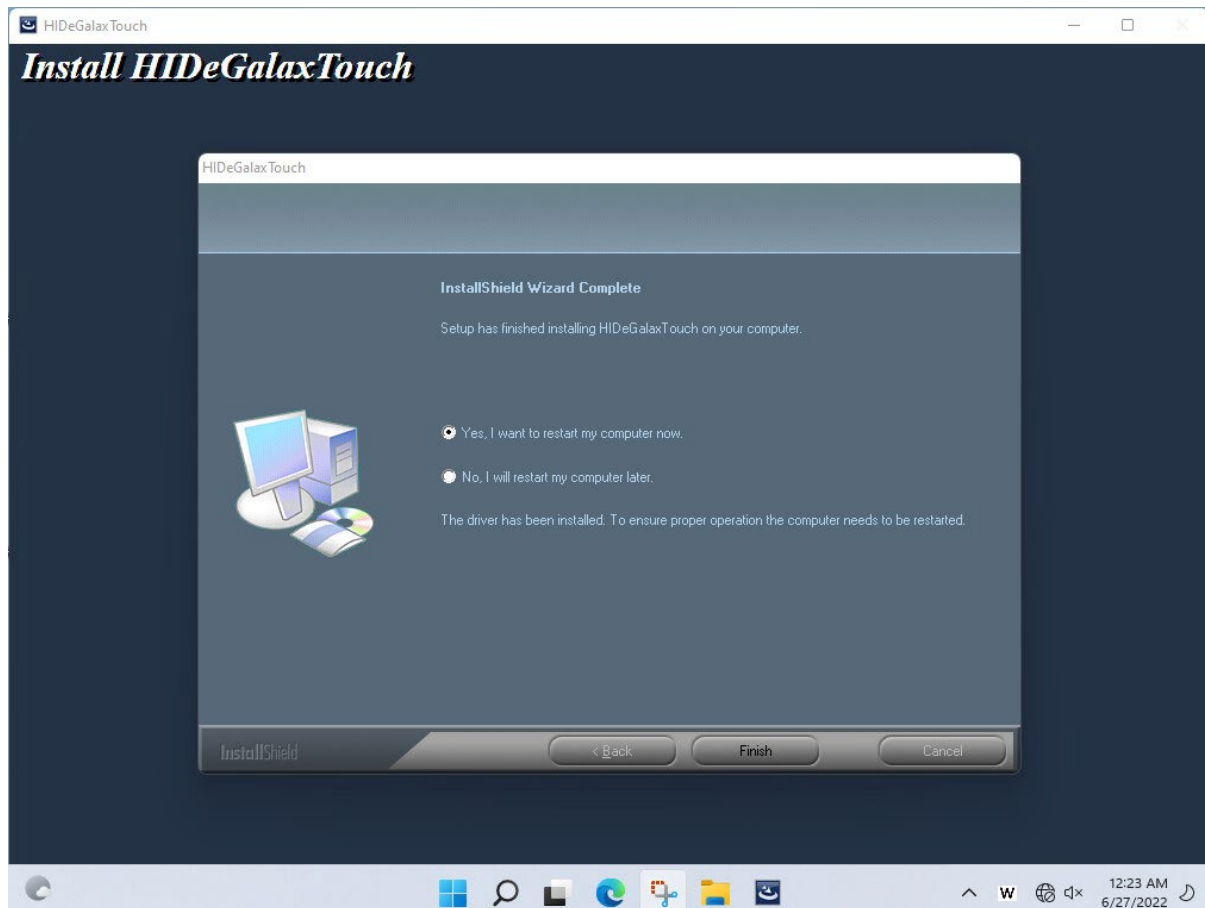 HIDeGalaxTouch
Install HIDeGalaxTouch
HIDeGalaxTouch
InstallShield Wizard Complete
Setup has finished installing HIDeGalaxTouch on your computer.
Yes, I want to restart my computer now.
No, I will restart my computer later.
The driver has been installed. To ensure proper operation the computer needs to be restarted.
InstallShield
< Back
Finish
Cancel
W
12:23 AM
6/27/2022